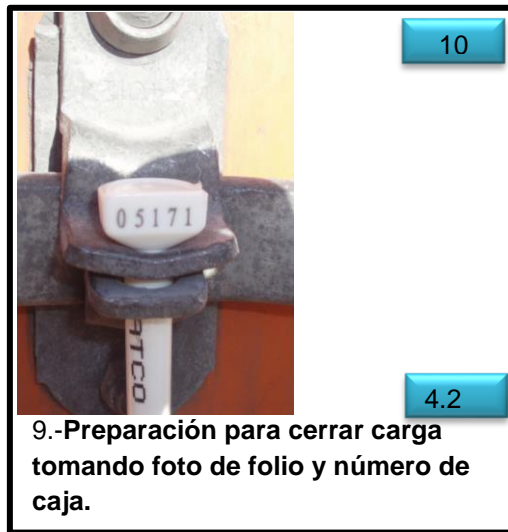 10
05171
ATCO
4.2
9.-Preparación para cerrar carga
tomando foto de folio y número de
caja.